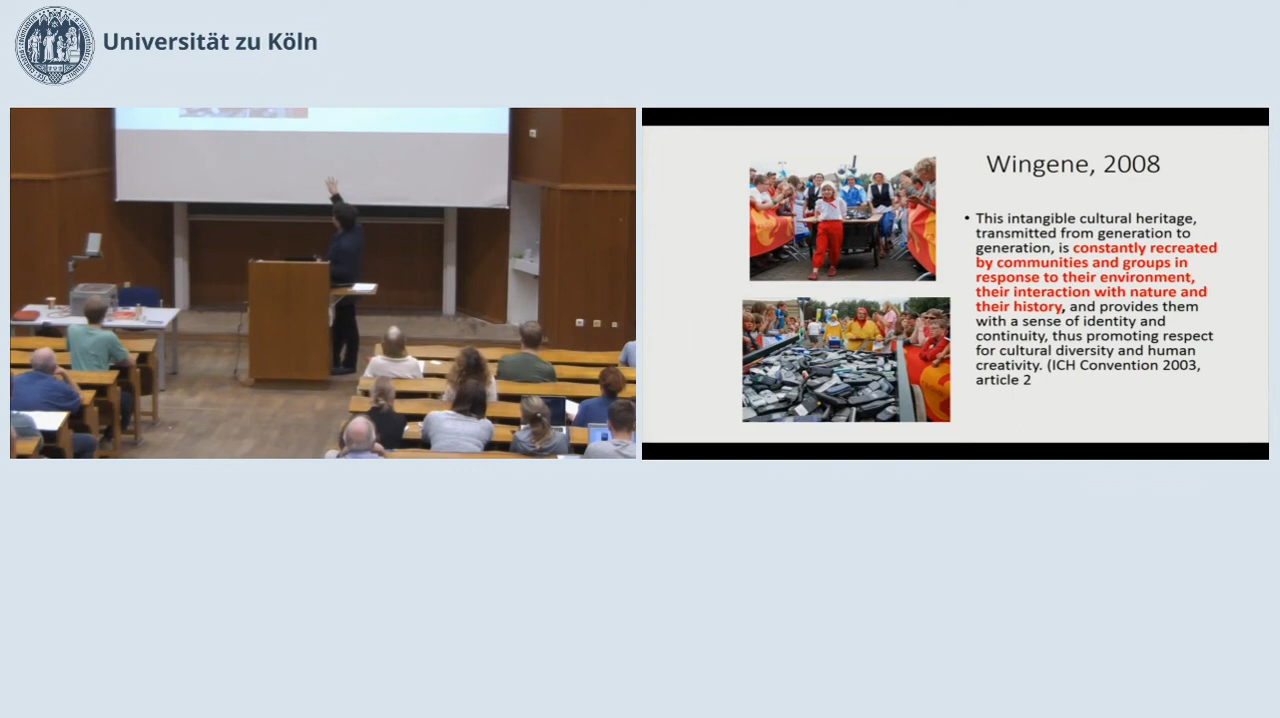 Universität zu Köln
Wingene, 2008
• This intangible cultural heritage,
transmitted from generation to
generation, is constantly recreated
by communities and groups in
response to their environment,
their interaction with nature and
their history, and provides them
with a sense of identity and
continuity, thus promoting respect
for cultural diversity and human
creativity. (ICH Convention 2003,
article 2